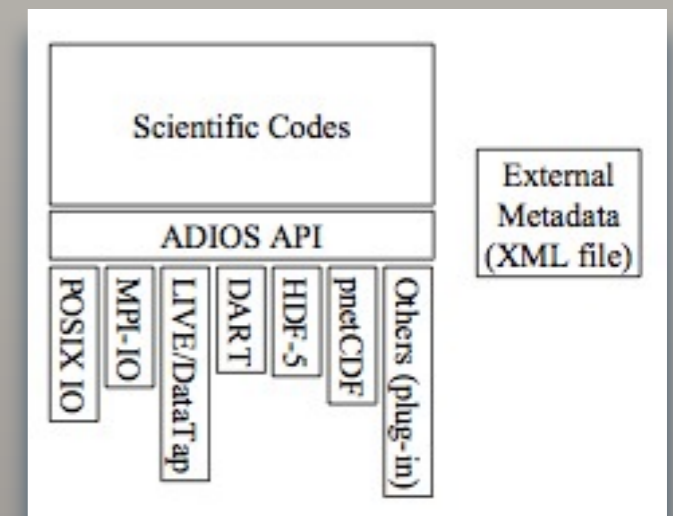 Scientific Codes
ADIOS API
POSIX IO
MPI-IO
LIVE/DataTap
DART
HDF-5
pnetCDF
Others (plug-in)
External
Metadata
(XML file)